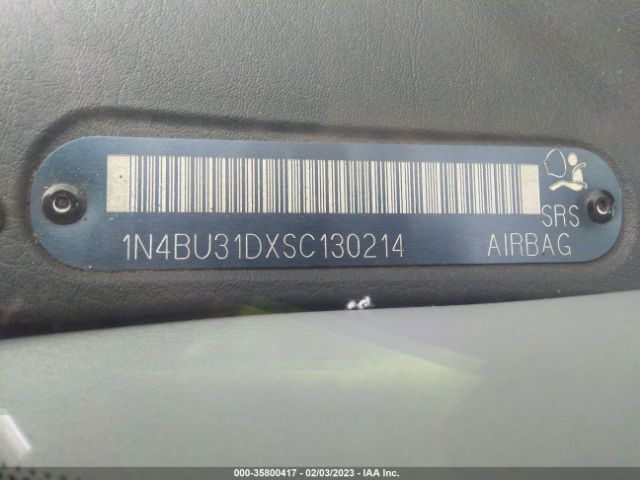 SRS
1N4BU31DXSC130214 AIRBAG
000-35800417 - 02/03/2023 - IAA Inc.